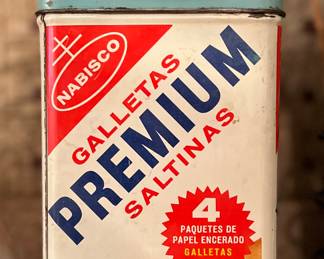 NABISCO
GALLETAS
PREMIUM
SALTINAS
4
PAQUETES DE
PAPEL ENCERADO
GALLETAS